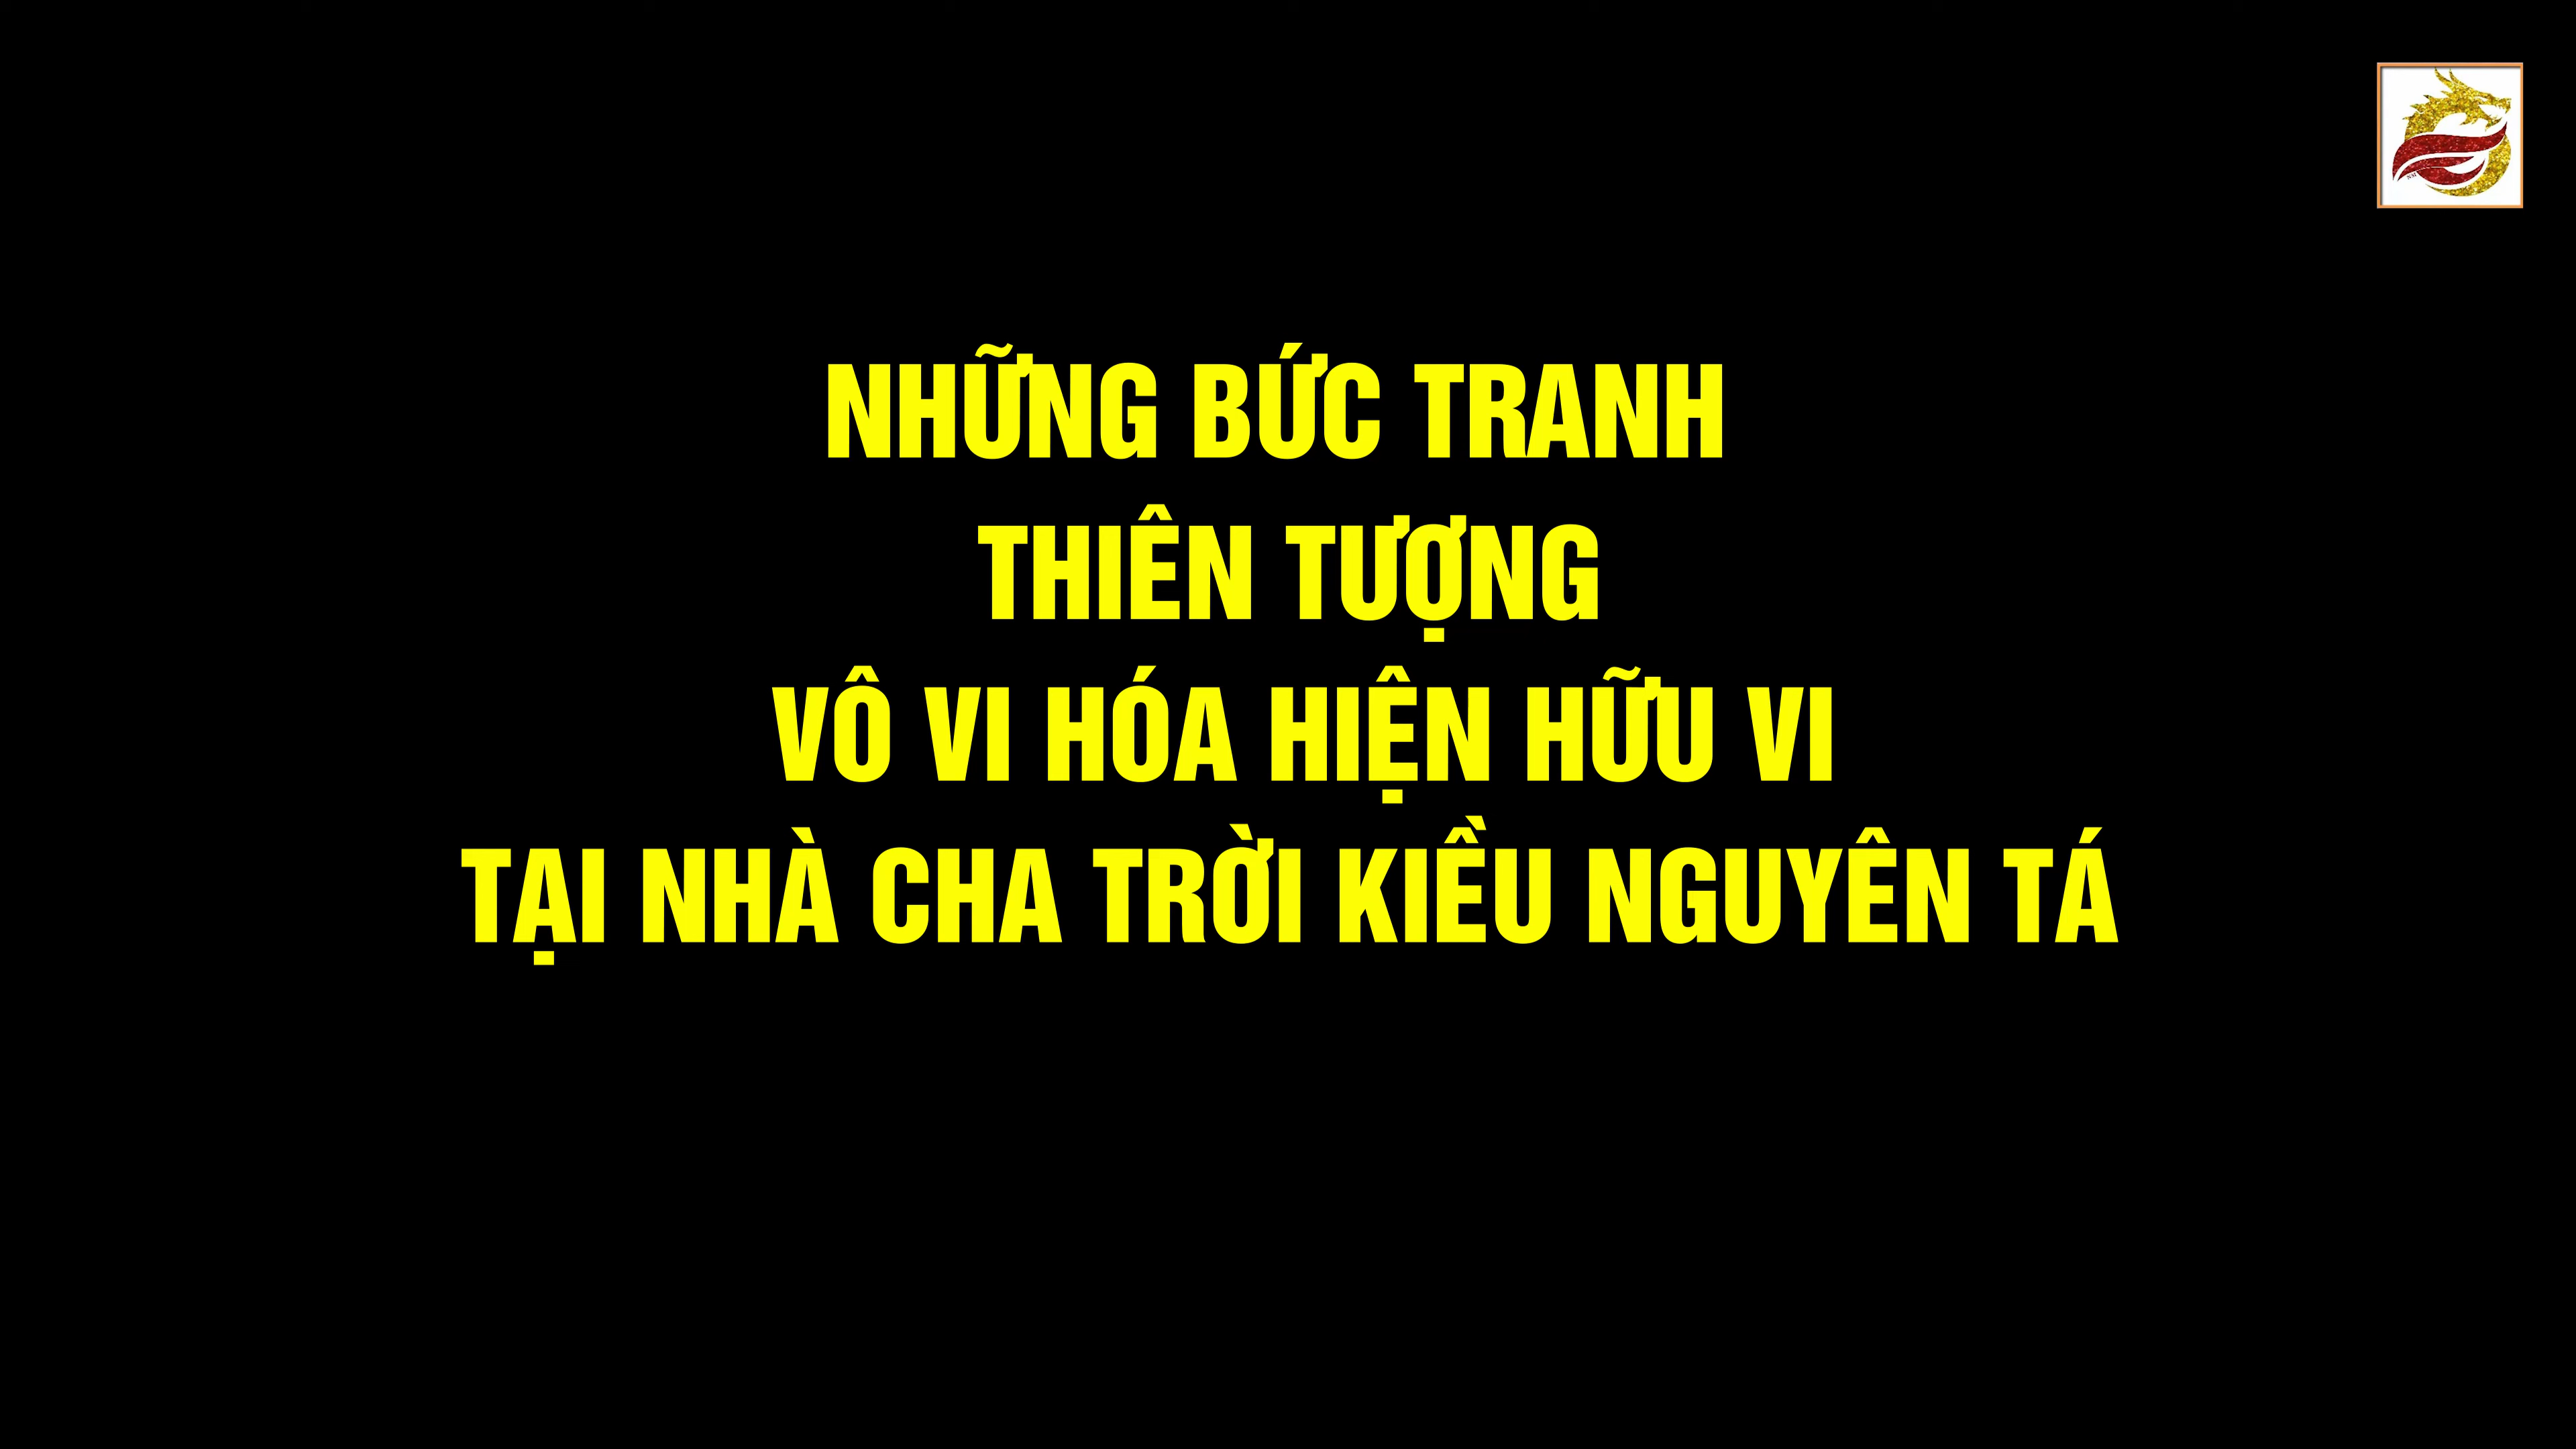 NHỮNG BỨC TRANH
THIÊN TƯỢNG
VÔ VI HÓA HIỆN HỮU VI
TẠI NHÀ CHA TRỜI KIỀU NGUYÊN TÁ